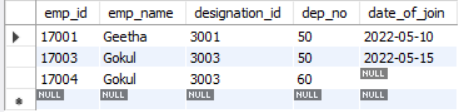 emp_id emp_name designation_id dep_no date_of_join
17001 Geetha 3001 50 2022-05-10
17003 Gokul 3003 50 2022-05-15
17004 Gokul 3003 60 NULL
NULL NULL NULL NULL NULL